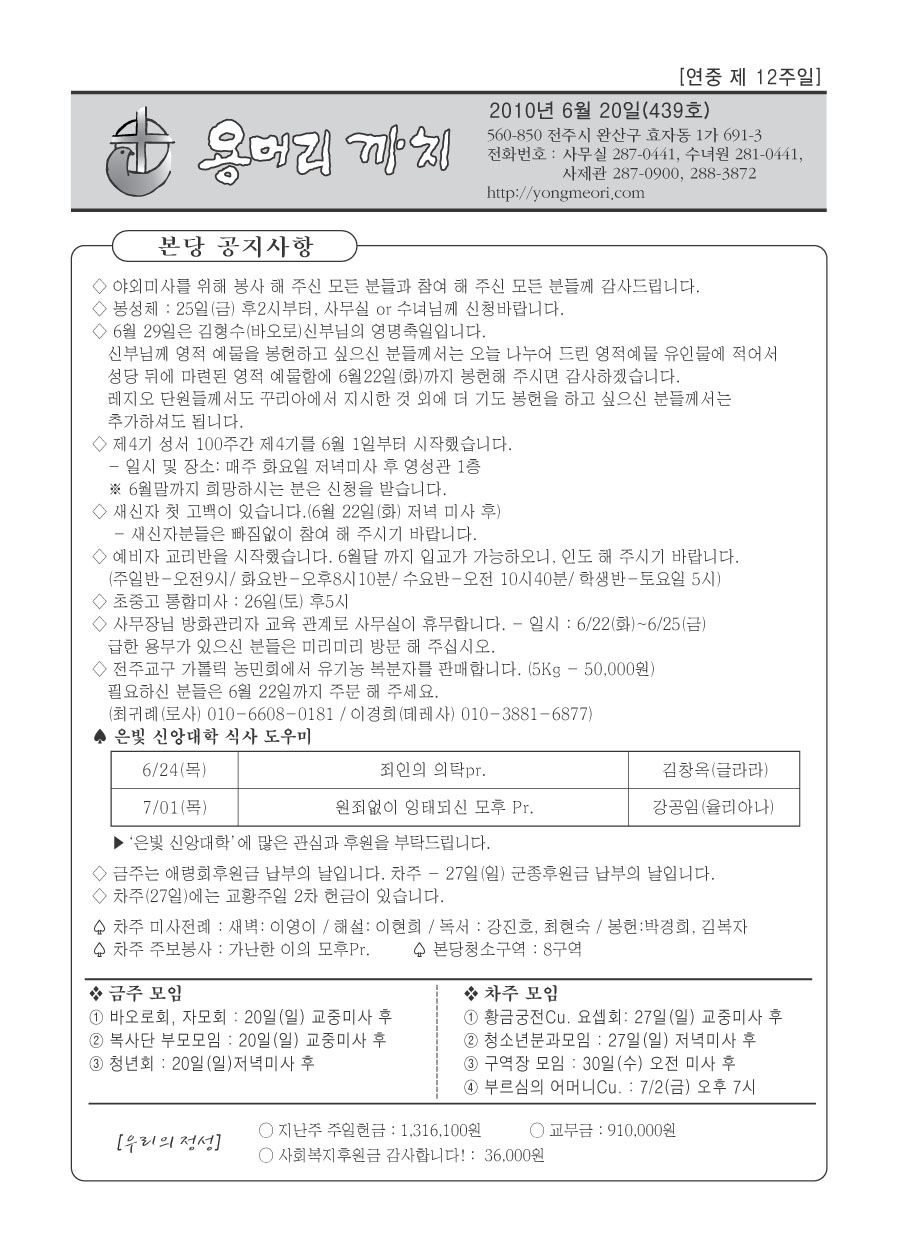 [연중 제 12주일]
용머리 까치
2010년 6월 20일(439호)
560-850 전주시 완산구 효자동 1가 691-3
전화번호 : 사무실 287-0441, 수녀원 281-0441,
사제관 287-0900, 288-3872
http://yongmeori.com
본당 공지사항
◇ 야외미사를 위해 봉사 해 주신 모든 분들과 참여 해 주신 모든 분들께 감사드립니다.
◇ 봉성체 : 25일(금) 후2시부터, 사무실 or 수녀님께 신청바랍니다.
◇ 6월 29일은 김형수(바오로)신부님의 영명축일입니다.
신부님께 영적 예물을 봉헌하고 싶으신 분들께서는 오늘 나누어 드린 영적예물 유인물에 적어서
성당 뒤에 마련된 영적 예물함에 6월22일(화)까지 봉헌해 주시면 감사하겠습니다.
레지오 단원들께서도 꾸리아에서 지시한 것 외에 더 기도 봉헌을 하고 싶으신 분들께서는
추가하셔도 됩니다.
◇ 제4기 성서 100주간 제4기를 6월 1일부터 시작했습니다.
- 일시 및 장소: 매주 화요일 저녁미사 후 영성관 1층
※ 6월말까지 희망하시는 분은 신청을 받습니다.
◇ 새신자 첫 고백이 있습니다.(6월 22일(화) 저녁 미사 후)
- 새신자분들은 빠짐없이 참여 해 주시기 바랍니다.
◇ 예비자 교리반을 시작했습니다. 6월달 까지 입교가 가능하오니, 인도 해 주시기 바랍니다.
(주일반-오전9시/ 화요반-오후8시10분/ 수요반-오전 10시40분/ 학생반-토요일 5시)
◇ 초중고 통합미사 : 26일(토) 후5시
◇ 사무장님 방화관리자 교육 관계로 사무실이 휴무합니다. - 일시 : 6/22(화)~6/25(금)
급한 용무가 있으신 분들은 미리미리 방문 해 주십시오.
◇ 전주교구 가톨릭 농민회에서 유기농 복분자를 판매합니다. (5Kg - 50,000원)
필요하신 분들은 6월 22일까지 주문 해 주세요.
(최귀례(로사) 010-6608-0181 / 이경희(데레사) 010-3881-6877)
♠ 은빛 신앙대학 식사 도우미
6/24(목) 죄인의 의탁pr. 김창옥(글라라)
7/01(목) 원죄없이 잉태되신 모후 Pr. 강공임(율리아나)
▶ '은빛 신앙대학'에 많은 관심과 후원을 부탁드립니다.
◇ 금주는 애령회후원금 납부의 날입니다. 차주 - 27일(일) 군종후원금 납부의 날입니다.
◇ 차주(27일)에는 교황주일 2차 헌금이 있습니다.
♤ 차주 미사전례 : 새벽: 이영이 / 해설: 이현희 / 독서 : 강진호, 최현숙 / 봉헌:박경희, 김복자
♤ 차주 주보봉사 : 가난한 이의 모후Pr. ♤ 본당청소구역 : 8구역
❖ 금주 모임
① 바오로회, 자모회 : 20일(일) 교중미사 후
② 복사단 부모모임 : 20일(일) 교중미사 후
③ 청년회 : 20일(일)저녁미사 후
❖ 차주 모임
① 황금궁전Cu. 요셉회: 27일(일) 교중미사 후
② 청소년분과모임 : 27일(일) 저녁미사 후
③ 구역장 모임 : 30일(수) 오전 미사 후
④ 부르심의 어머니Cu. : 7/2(금) 오후 7시
[우리의 정성]
○ 지난주 주일헌금 : 1,316,100원 ○ 교무금 : 910,000원
○ 사회복지후원금 감사합니다! : 36,000원